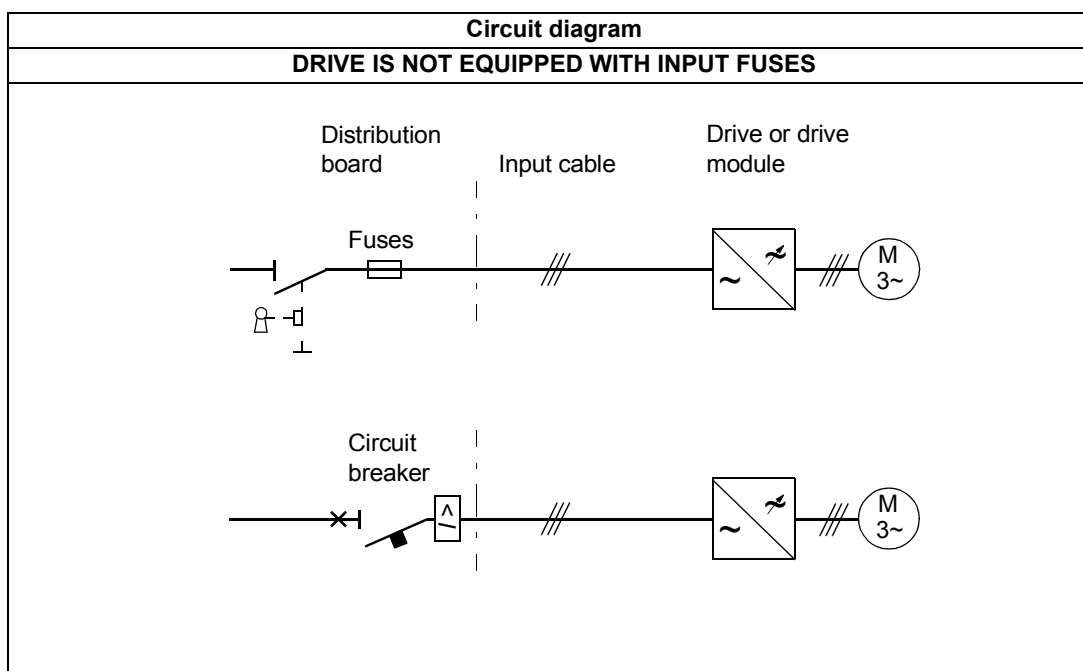 Circuit diagram
DRIVE IS NOT EQUIPPED WITH INPUT FUSES
Distribution
board
Input cable
Drive or drive
module
Fuses
~
~
M
3~
Circuit
breaker
I>
~
~
M
3~